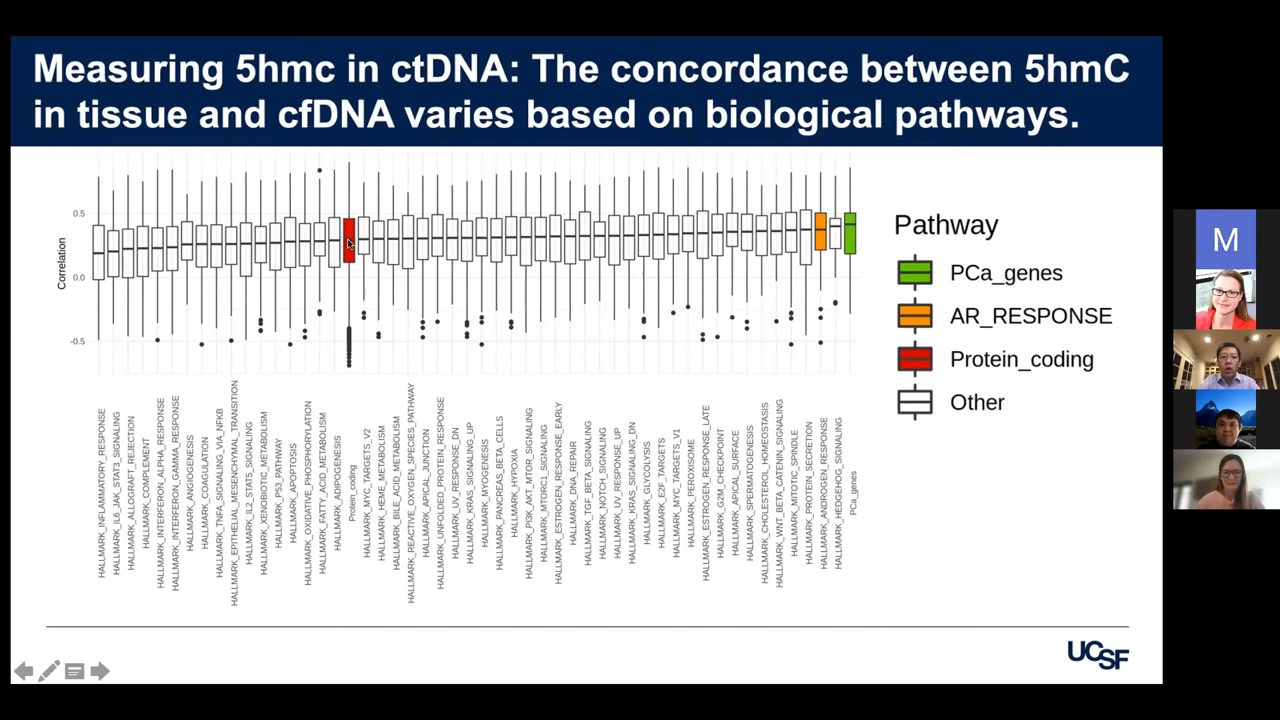 Measuring 5hmc in ctDNA: The concordance between 5hmC
in tissue and cfDNA varies based on biological pathways.
Correlation
0.5
0.0
-0.5
HALLMARK_INFLAMMATORY_RESPONSE
HALLMARK_IL6_JAK_STAT3_SIGNALING
HALLMARK_ALLOGRAFT_REJECTION
HALLMARK_COMPLEMENT
HALLMARK_INTERFERON_ALPHA_RESPONSE
HALLMARK_INTERFERON_GAMMA_RESPONSE
HALLMARK_ANGIOGENESIS
HALLMARK_COAGULATION
HALLMARK_TNFA_SIGNALING_VIA_NFKB
HALLMARK_EPITHELIAL_MESENCHYMAL_TRANSITION
HALLMARK_IL2_STAT5_SIGNALING
HALLMARK_XENOBIOTIC_METABOLISM
HALLMARK_P53_PATHWAY
HALLMARK_APOPTOSIS
HALLMARK_OXIDATIVE_PHOSPHORYLATION
HALLMARK_FATTY_ACID_METABOLISM
HALLMARK_ADIPOGENESIS
Protein_coding
HALLMARK_MYC_TARGETS_V2
HALLMARK_HEME_METABOLISM
HALLMARK_BILE_ACID_METABOLISM
HALLMARK_REACTIVE_OXYGEN_SPECIES_PATHWAY
HALLMARK_APICAL_JUNCTION
HALLMARK_UNFOLDED_PROTEIN_RESPONSE
HALLMARK_UV_RESPONSE_DN
HALLMARK_KRAS_SIGNALING_UP
HALLMARK_MYOGENESIS
HALLMARK_PANCREAS_BETA_CELLS
HALLMARK_HYPOXIA
HALLMARK_PI3K_AKT_MTOR_SIGNALING
HALLMARK_MTORC1_SIGNALING
HALLMARK_ESTROGEN_RESPONSE_EARLY
HALLMARK_DNA_REPAIR
HALLMARK_TGF_BETA_SIGNALING
HALLMARK_NOTCH_SIGNALING
HALLMARK_UV_RESPONSE_UP
HALLMARK_KRAS_SIGNALING_DN
HALLMARK_GLYCOLYSIS
HALLMARK_E2F_TARGETS
HALLMARK_MYC_TARGETS_V1
HALLMARK_PEROXISOME
HALLMARK_ESTROGEN_RESPONSE_LATE
HALLMARK_G2M_CHECKPOINT
HALLMARK_APICAL_SURFACE
HALLMARK_SPERMATOGENESIS
HALLMARK_CHOLESTEROL_HOMEOSTASIS
HALLMARK_WNT_BETA_CATENIN_SIGNALING
HALLMARK_MITOTIC_SPINDLE
HALLMARK_PROTEIN_SECRETION
HALLMARK_ANDROGEN_RESPONSE
HALLMARK_HEDGEHOG_SIGNALING
PCa_genes
Pathway
PCa_genes
AR_RESPONSE
Protein_coding
Other
UCSF
M